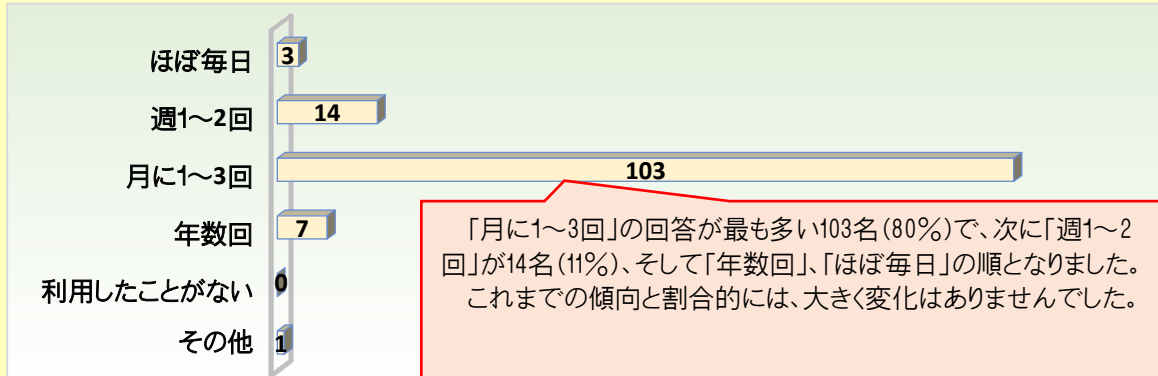 ほぼ毎日 3
週1～2回 14
月に1～3回 103
年数回 7
利用したことがない 0
その他 1
「月に1～3回」の回答が最も多い103名(80%)で、次に「週1～2
回」が14名(11%)、そして「年数回」、「ほぼ毎日」の順となりました。
これまでの傾向と割合的には、大きく変化はありませんでした。